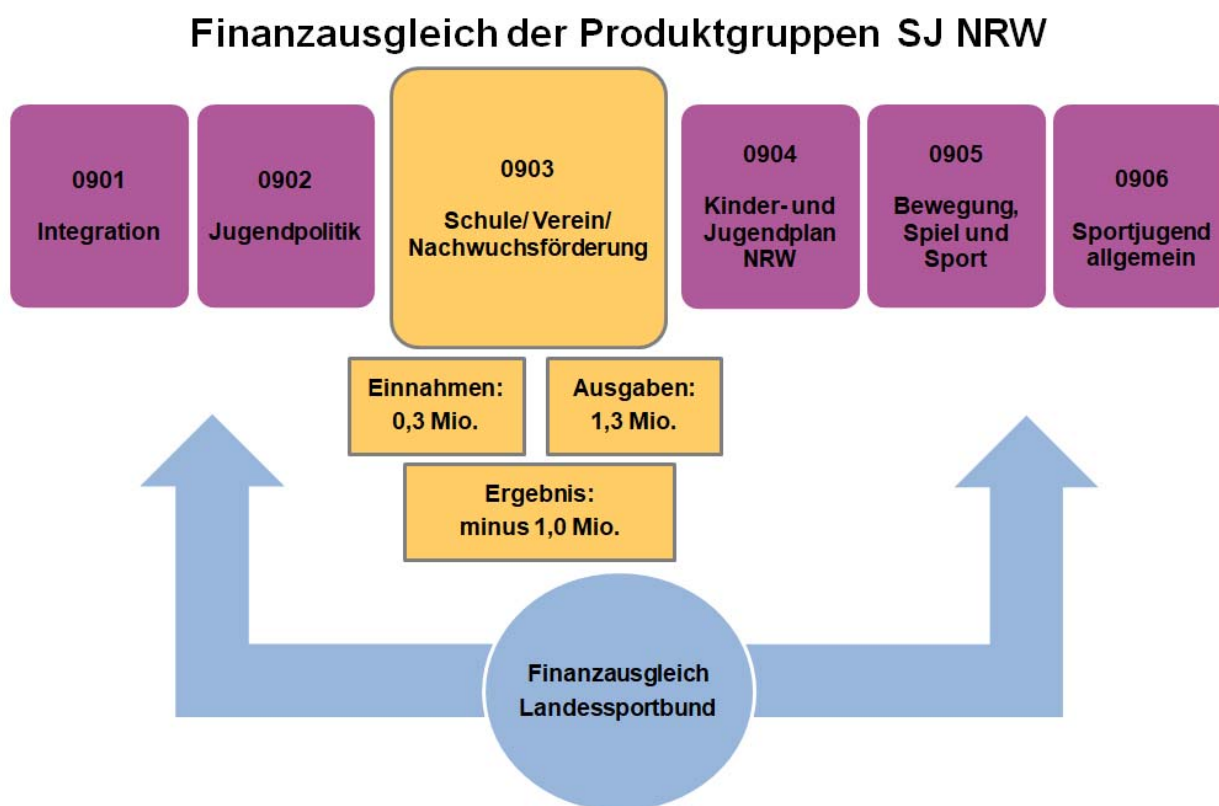 Finanzausgleich der Produktgruppen SJ NRW
0901
Integration
0902
Jugendpolitik
0903
Schule/ Verein/
Nachwuchsförderung
0904
Kinder- und
Jugendplan
NRW
0905
Bewegung,
Spiel und
Sport
0906
Sportjugend
allgemein
Einnahmen:
0,3 Mio.
Ausgaben:
1,3 Mio.
Ergebnis:
minus 1,0 Mio.
Finanzausgleich
Landessportbund